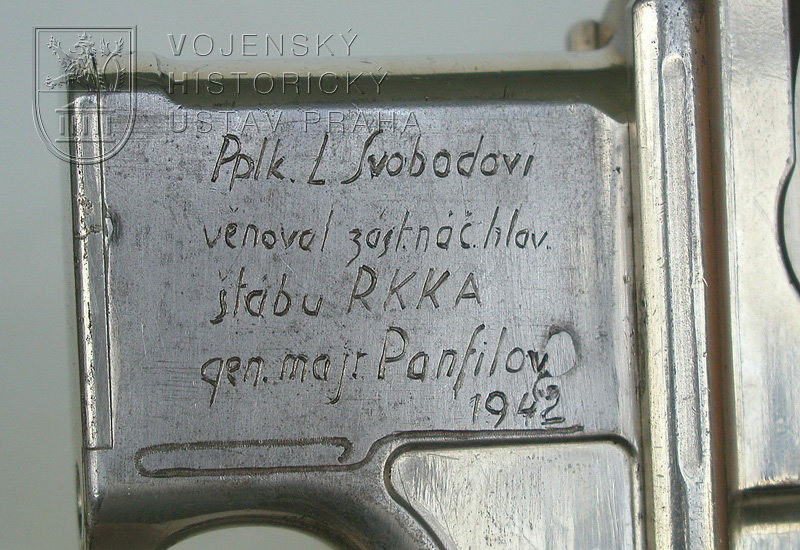 VOJENSKÝ
HISTORICKÝ
ÚSTAV PRAHA
Pplk. L. Svobodovi
věnoval zást. náč. hlav.
štábu RKKA
gen. majr. Panfilov
1942